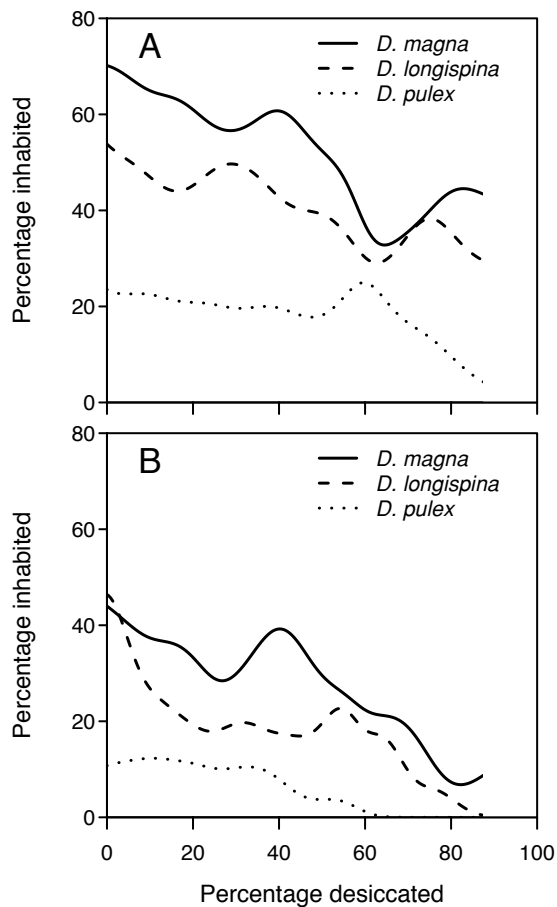 80
60
40
20
0
Percentage inhabited
A
D. magna
D. longispina
D. pulex
80
60
40
20
0
Percentage inhabited
B
D. magna
D. longispina
D. pulex
0 20 40 60 80 100
Percentage desiccated